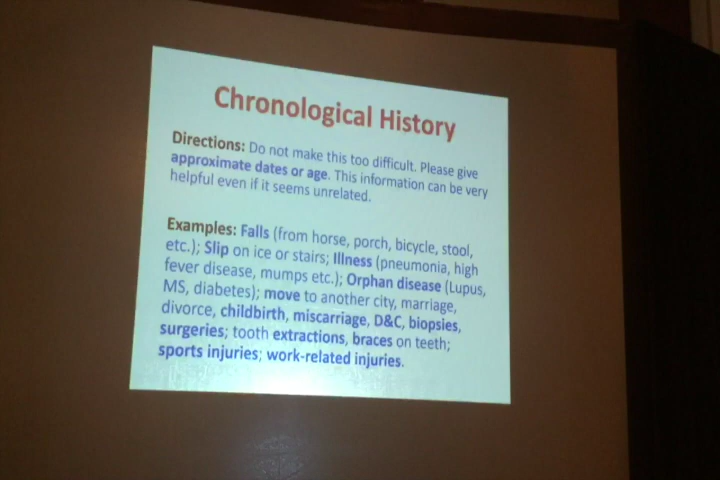 Chronological History
Directions: Do not make this too difficult. Please give
approximate dates or age. This information can be very
helpful even if it seems unrelated.
Examples: Falls (from horse, porch, bicycle, stool,
etc.); Slip on ice or stairs; Illness (pneumonia, high
fever disease, mumps etc.); Orphan disease (Lupus,
MS, diabetes); move to another city, marriage,
divorce, childbirth, miscarriage, D&C, biopsies,
surgeries; tooth extractions, braces on teeth;
sports injuries; work-related injuries.